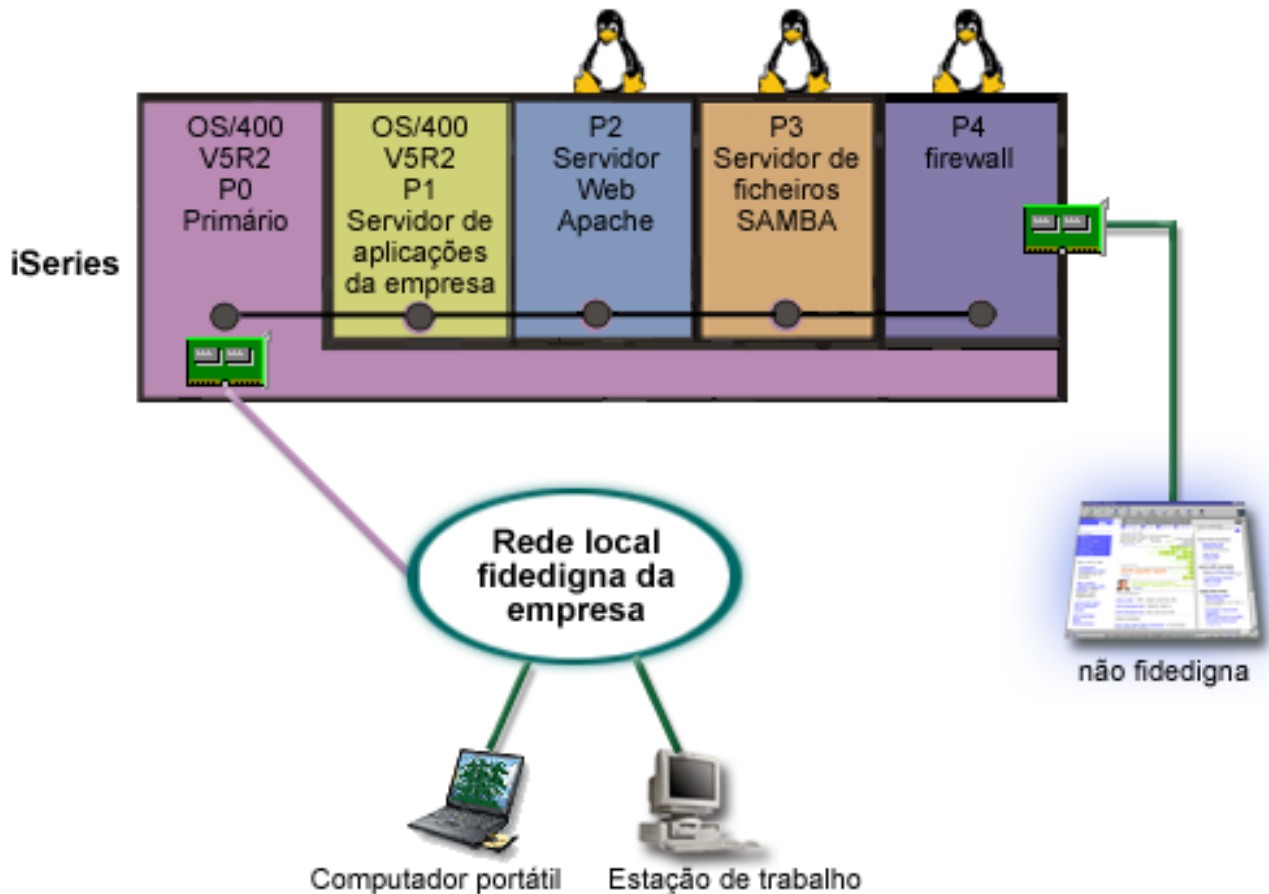 OS/400
V5R2
P0
Primário
OS/400
V5R2
P1
Servidor de
aplicações
da empresa
P2
Servidor
Web
Apache
P3
Servidor de
ficheiros
SAMBA
P4
firewall
iSeries
Rede local
fidedigna da
empresa
não fidedigna
Computador portátil
Estação de trabalho